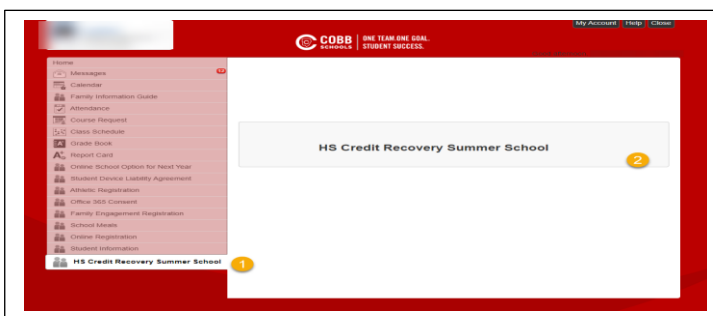 My Account Help Close
COBB SCHOOLS ONE TEAM. ONE GOAL.
STUDENT SUCCESS.
Home
Messages
Calendar
Family Information Guide
Attendance
Course Request
Class Schedule
Grade Book
Report Card
Online School Option for Next Year
Student Device Liability Agreement
Athletic Registration
Office 365 Consent
Family Engagement Registration
School Meals
Online Registration
Student Information
HS Credit Recovery Summer School
1
HS Credit Recovery Summer School
2